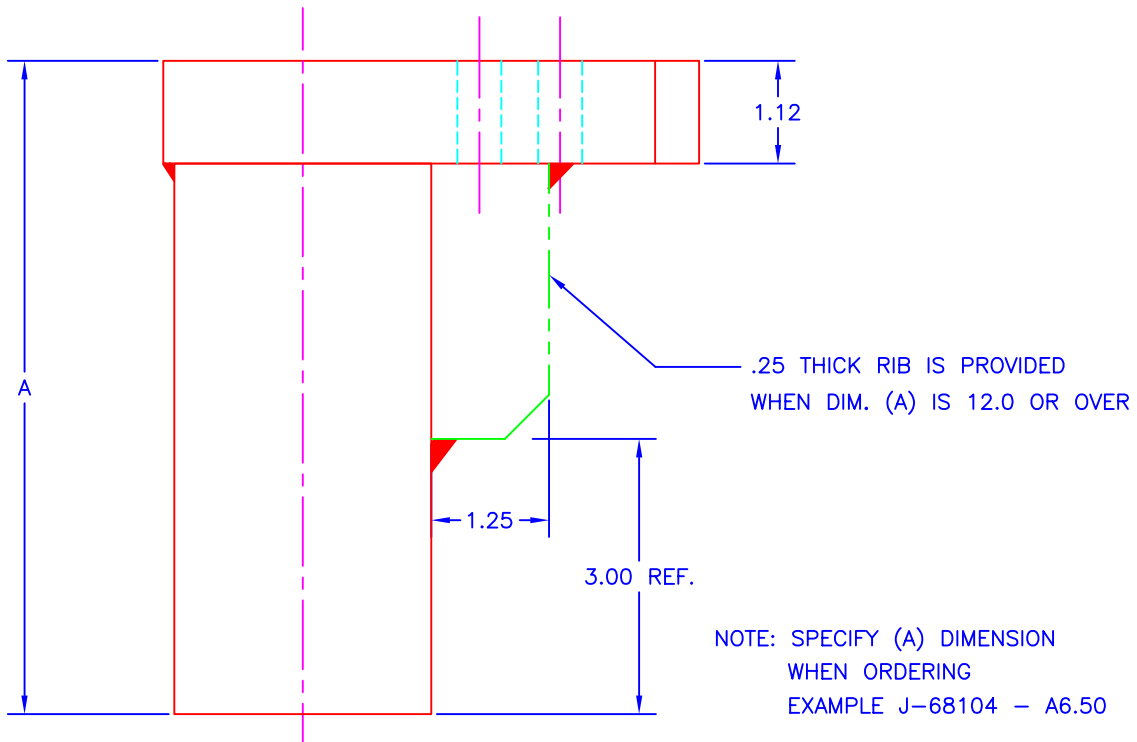 1.12
A
.25 THICK RIB IS PROVIDED
WHEN DIM. (A) IS 12.0 OR OVER
1.25
3.00 REF.
NOTE: SPECIFY (A) DIMENSION
WHEN ORDERING
EXAMPLE J-68104 - A6.50